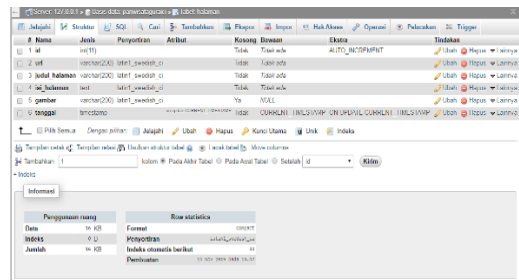 Server: 127.0.0.1 » Basis data: pariwisatagurawi » Tabel: halaman
Jelajahi Struktur SQL Cari Tambahkan Ekspor Impor Hak Akses Operasi Pelacakan Trigger
# Nama Jenis Penyortiran Atribut Kosong Bawaan Ekstra Tindakan
1 id int(11) Tidak Tidak ada AUTO_INCREMENT Ubah Hapus Lainnya
2 url varchar(200) latin1_swedish_ci Tidak Tidak ada Ubah Hapus Lainnya
3 judul_halaman varchar(200) latin1_swedish_ci Tidak Tidak ada Ubah Hapus Lainnya
4 isi_halaman text latin1_swedish_ci Tidak Tidak ada Ubah Hapus Lainnya
5 gambar varchar(200) latin1_swedish_ci Ya NULL Ubah Hapus Lainnya
6 tanggal timestamp Tidak CURRENT_TIMESTAMP ON UPDATE CURRENT_TIMESTAMP Ubah Hapus Lainnya
Pilih Semua Dengan pilihan: Jelajahi Ubah Hapus Kunci Utama Unik Indeks
Tampilan cetak Tampilan relasi Usulkan struktur tabel Lacak tabel Move columns
Tambahkan 1 kolom Pada Akhir Tabel Pada Awal Tabel Setelah id Kirim
+ Indeks
Informasi
Penggunaan ruang Row statistics
Data 16 KB Format COMPACT
Indeks 0 B Penyortiran latin1_swedish_ci
Jumlah 16 KB Indeks otomatis berikut
Pembuatan